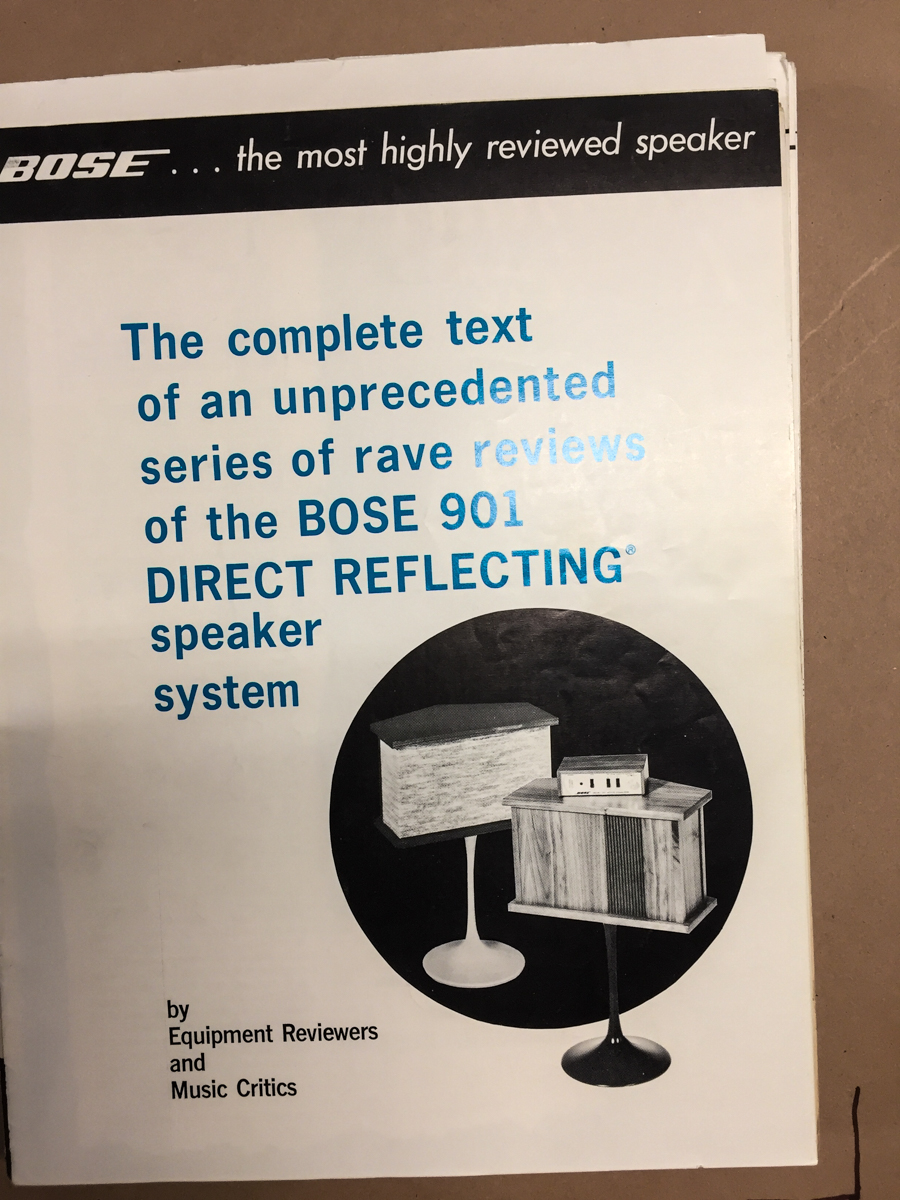 BOSE ... the most highly reviewed speaker
The complete text
of an unprecedented
series of rave reviews
of the BOSE 901
DIRECT REFLECTING®
speaker
system
BOSE
by
Equipment Reviewers
and
Music Critics